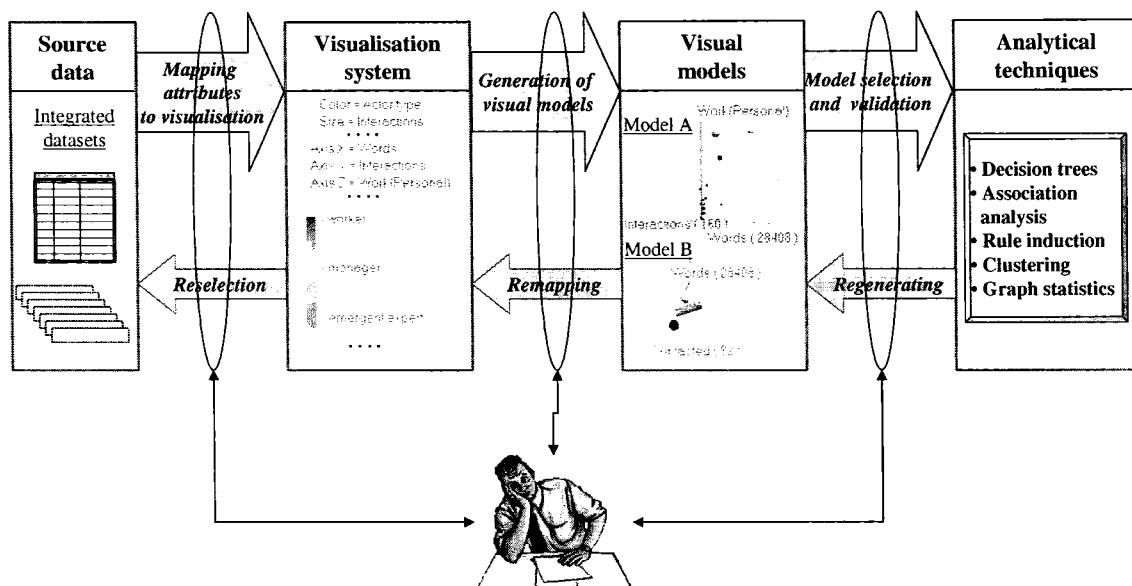 Source
data
Mapping
attributes
to visualisation
Visualisation
system
Generation of
visual models
Visual
models
Model selection
and validation
Analytical
techniques
Integrated
datasets
Color = Actor type
Size = Interactions
• • • •
Axis X = Words
Axis Y = Interactions
Axis Z = Work (Personal)
• • • •
worker
manager
emergent expert
• • • •
Work (Personal)
Model A
Interactions (160)
Words ( 28408 )
Model B
Words ( 28408 )
• Decision trees
• Association
analysis
• Rule induction
• Clustering
• Graph statistics
Reselection
Remapping
Regenerating